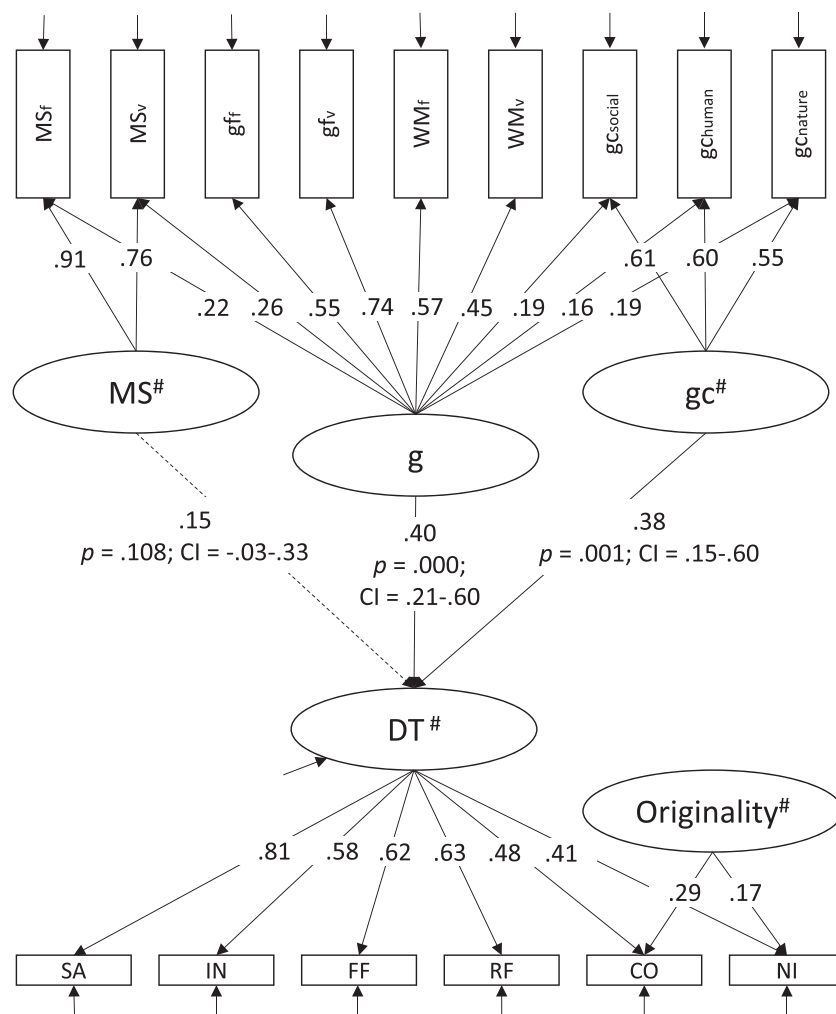 MSf
MSv
gff
gfv
WMf
WMv
gcsocial
gchuman
gcnature
.91 .76 .61 .60 .55
.22 .26 .55 .74 .57 .45 .19 .16 .19
MS#
gc#
g
.15
p = .108; CI = -.03-.33
.40
p = .000;
CI = .21-.60
.38
p = .001; CI = .15-.60
DT#
Originality#
.81 .58 .62 .63 .48 .41
.29 .17
SA IN FF RF CO NI